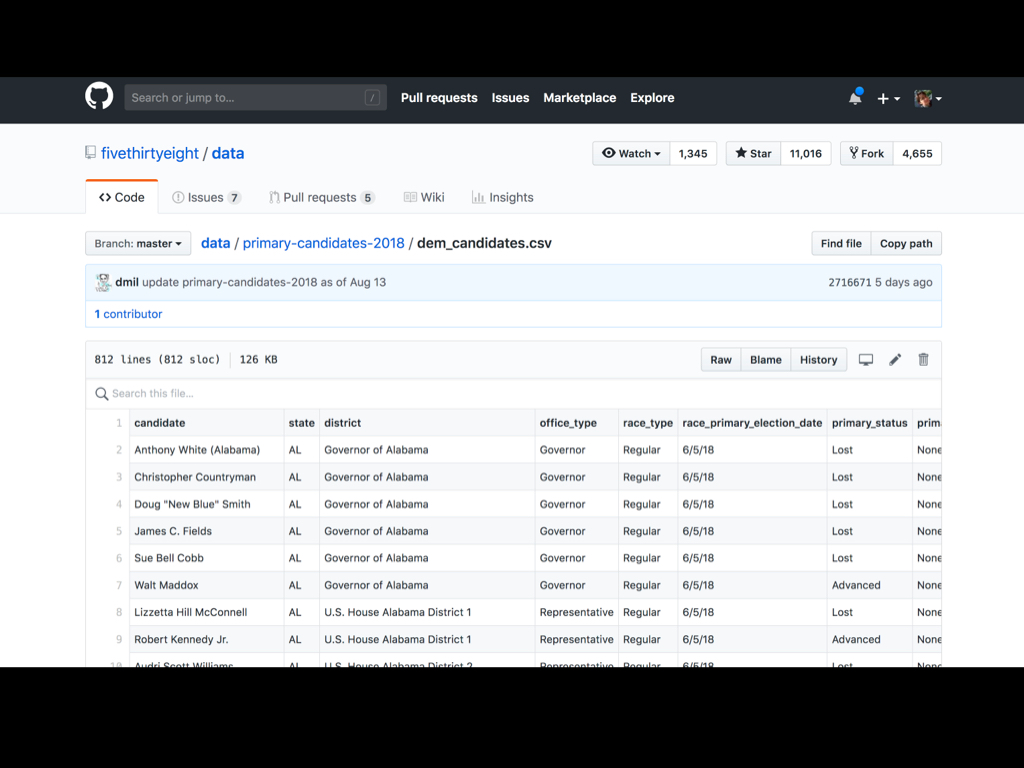 Search or jump to... / Pull requests Issues Marketplace Explore
fivethirtyeight / data Watch 1,345 Star 11,016 Fork 4,655
Code Issues 7 Pull requests 5 Wiki Insights
Branch: master data / primary-candidates-2018 / dem_candidates.csv Find file Copy path
dmil update primary-candidates-2018 as of Aug 13 2716671 5 days ago
1 contributor
812 lines (812 sloc) 126 KB Raw Blame History
Search this file...
1 candidate state district office_type race_type race_primary_election_date primary_status prim
2 Anthony White (Alabama) AL Governor of Alabama Governor Regular 6/5/18 Lost None
3 Christopher Countryman AL Governor of Alabama Governor Regular 6/5/18 Lost None
4 Doug "New Blue" Smith AL Governor of Alabama Governor Regular 6/5/18 Lost None
5 James C. Fields AL Governor of Alabama Governor Regular 6/5/18 Lost None
6 Sue Bell Cobb AL Governor of Alabama Governor Regular 6/5/18 Lost None
7 Walt Maddox AL Governor of Alabama Governor Regular 6/5/18 Advanced None
8 Lizzetta Hill McConnell AL U.S. House Alabama District 1 Representative Regular 6/5/18 Lost None
9 Robert Kennedy Jr. AL U.S. House Alabama District 1 Representative Regular 6/5/18 Advanced None
10 Audri Scott Williams AL U.S. House Alabama District 2 Representative Regular 6/5/18 Lost None